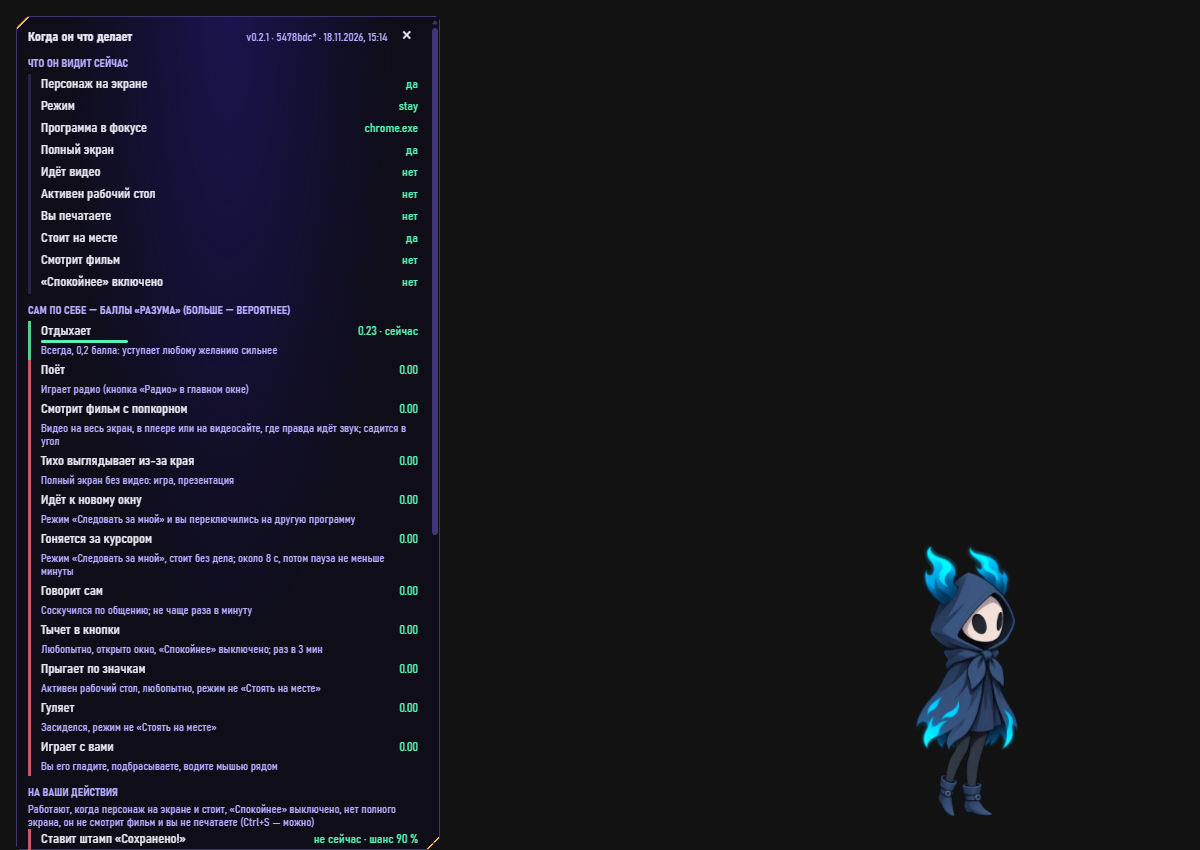 Когда он что делает v0.2.1 · 5478bdc* · 18.11.2026, 15:14 ×
ЧТО ОН ВИДИТ СЕЙЧАС
Персонаж на экране да
Режим stay
Программа в фокусе chrome.exe
Полный экран да
Идёт видео нет
Активен рабочий стол нет
Вы печатаете нет
Стоит на месте да
Смотрит фильм нет
«Спокойнее» включено нет
САМ ПО СЕБЕ — БАЛЛЫ «РАЗУМА» (БОЛЬШЕ — ВЕРОЯТНЕЕ)
Отдыхает 0.23 · сейчас
Всегда, 0,2 балла: уступает любому желанию сильнее
Поёт 0.00
Играет радио (кнопка «Радио» в главном окне)
Смотрит фильм с попкорном 0.00
Видео на весь экран, в плеере или на видеосайте, где правда идёт звук; садится в
угол
Тихо выглядывает из-за края 0.00
Полный экран без видео: игра, презентация
Идёт к новому окну 0.00
Режим «Следовать за мной» и вы переключились на другую программу
Гоняется за курсором 0.00
Режим «Следовать за мной», стоит без дела; около 8 с, потом пауза не меньше
минуты
Говорит сам 0.00
Соскучился по общению; не чаще раза в минуту
Тычет в кнопки 0.00
Любопытно, открыто окно, «Спокойнее» выключено; раз в 3 мин
Прыгает по значкам 0.00
Активен рабочий стол, любопытно, режим не «Стоять на месте»
Гуляет 0.00
Засиделся, режим не «Стоять на месте»
Играет с вами 0.00
Вы его гладите, подбрасываете, водите мышью рядом
НА ВАШИ ДЕЙСТВИЯ
Работают, когда персонаж на экране и стоит, «Спокойнее» выключено, нет полного
экрана, он не смотрит фильм и вы не печатаете (Ctrl+S — можно)
Ставит штамп «Сохранено!» не сейчас · шанс 90 %